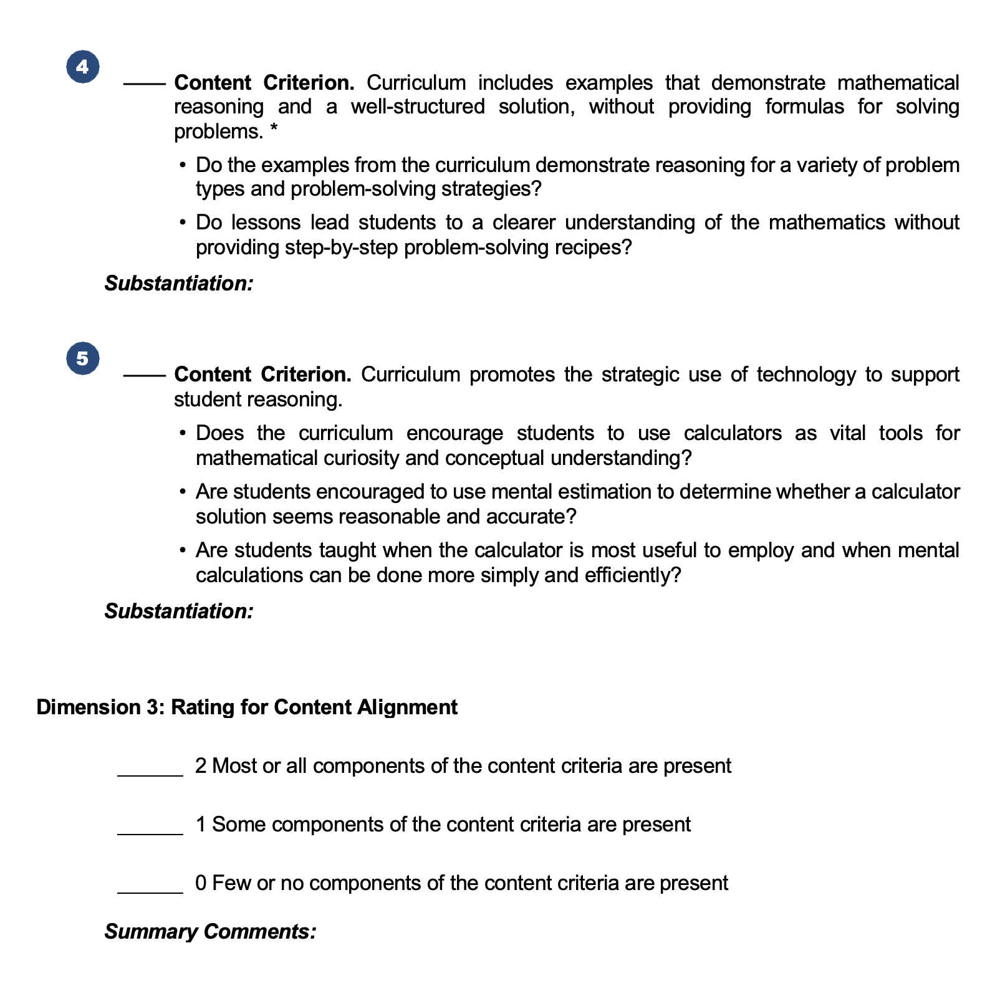 4
____ Content Criterion. Curriculum includes examples that demonstrate mathematical
reasoning and a well-structured solution, without providing formulas for solving
problems. *
• Do the examples from the curriculum demonstrate reasoning for a variety of problem
types and problem-solving strategies?
• Do lessons lead students to a clearer understanding of the mathematics without
providing step-by-step problem-solving recipes?
Substantiation:
5
____ Content Criterion. Curriculum promotes the strategic use of technology to support
student reasoning.
• Does the curriculum encourage students to use calculators as vital tools for
mathematical curiosity and conceptual understanding?
• Are students encouraged to use mental estimation to determine whether a calculator
solution seems reasonable and accurate?
• Are students taught when the calculator is most useful to employ and when mental
calculations can be done more simply and efficiently?
Substantiation:
Dimension 3: Rating for Content Alignment
______ 2 Most or all components of the content criteria are present
______ 1 Some components of the content criteria are present
______ 0 Few or no components of the content criteria are present
Summary Comments: